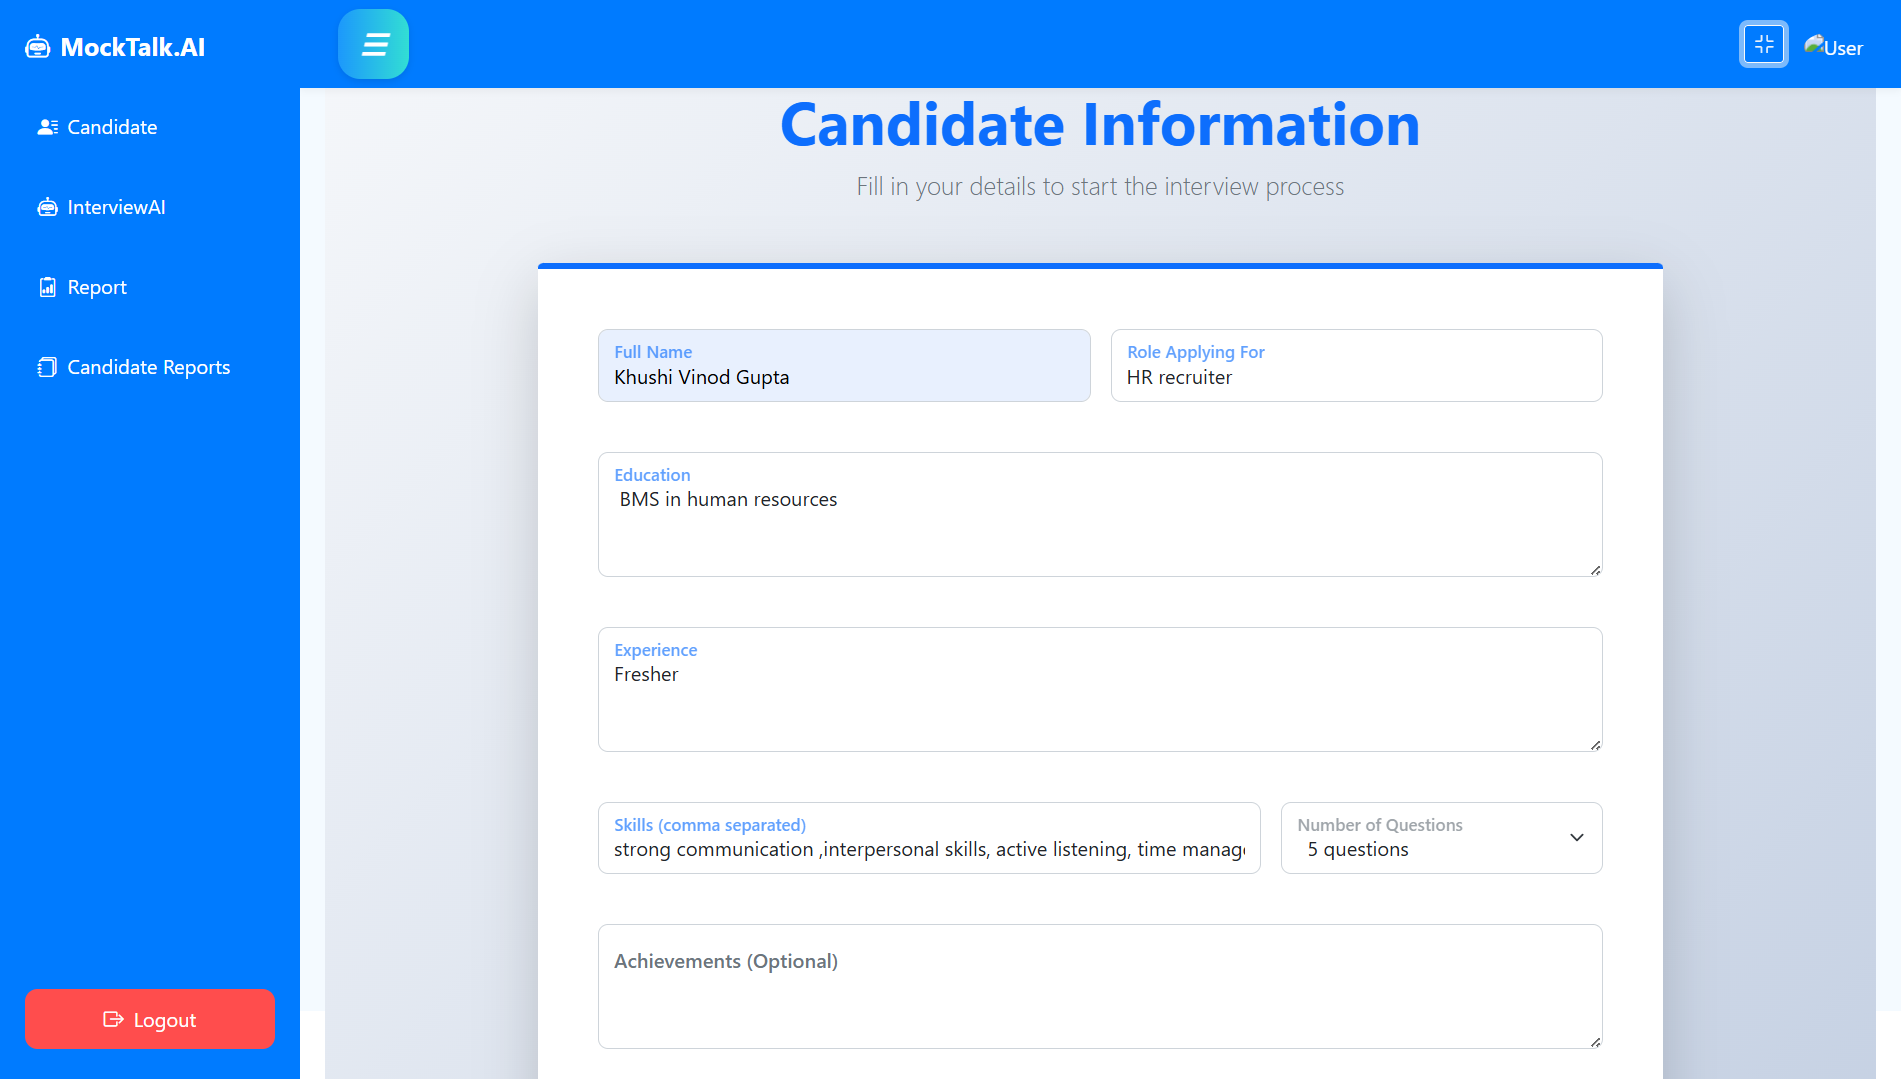 MockTalk.AI
User
Candidate
InterviewAI
Report
Candidate Reports
Logout
Candidate Information
Fill in your details to start the interview process
Full Name
Khushi Vinod Gupta
Role Applying For
HR recruiter
Education
BMS in human resources
Experience
Fresher
Skills (comma separated)
strong communication ,interpersonal skills, active listening, time manag
Number of Questions
5 questions
Achievements (Optional)